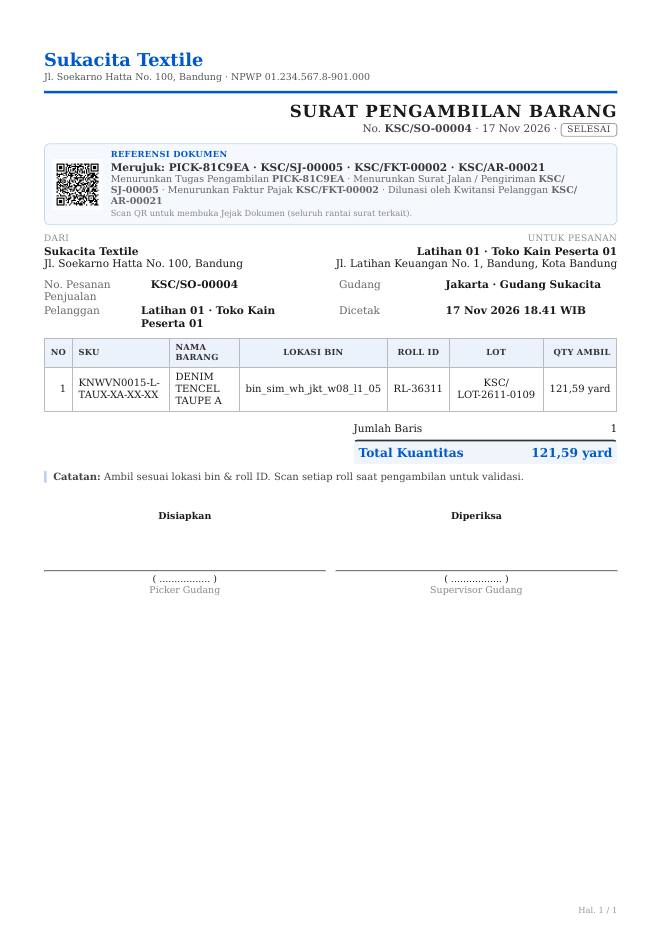 Sukacita Textile
Jl. Soekarno Hatta No. 100, Bandung · NPWP 01.234.567.8-901.000
SURAT PENGAMBILAN BARANG
No. KSC/SO-00004 · 17 Nov 2026 · SELESAI
REFERENSI DOKUMEN
Merujuk: PICK-81C9EA · KSC/SJ-00005 · KSC/FKT-00002 · KSC/AR-00021
Menurunkan Tugas Pengambilan PICK-81C9EA · Menurunkan Surat Jalan / Pengiriman KSC/
SJ-00005 · Menurunkan Faktur Pajak KSC/FKT-00002 · Dilunasi oleh Kwitansi Pelanggan KSC/
AR-00021
Scan QR untuk membuka Jejak Dokumen (seluruh rantai surat terkait).
DARI
Sukacita Textile
Jl. Soekarno Hatta No. 100, Bandung
UNTUK PESANAN
Latihan 01 · Toko Kain Peserta 01
Jl. Latihan Keuangan No. 1, Bandung, Kota Bandung
No. Pesanan Penjualan KSC/SO-00004 Gudang Jakarta · Gudang Sukacita
Pelanggan Latihan 01 · Toko Kain Peserta 01 Dicetak 17 Nov 2026 18.41 WIB
NO SKU NAMA BARANG LOKASI BIN ROLL ID LOT QTY AMBIL
1 KNWVN0015-L-TAUX-XA-XX-XX DENIM TENCEL TAUPE A bin_sim_wh_jkt_w08_l1_05 RL-36311 KSC/LOT-2611-0109 121,59 yard
Jumlah Baris 1
Total Kuantitas 121,59 yard
Catatan: Ambil sesuai lokasi bin & roll ID. Scan setiap roll saat pengambilan untuk validasi.
Disiapkan Diperiksa
( ................. ) ( ................. )
Picker Gudang Supervisor Gudang
Hal. 1 / 1